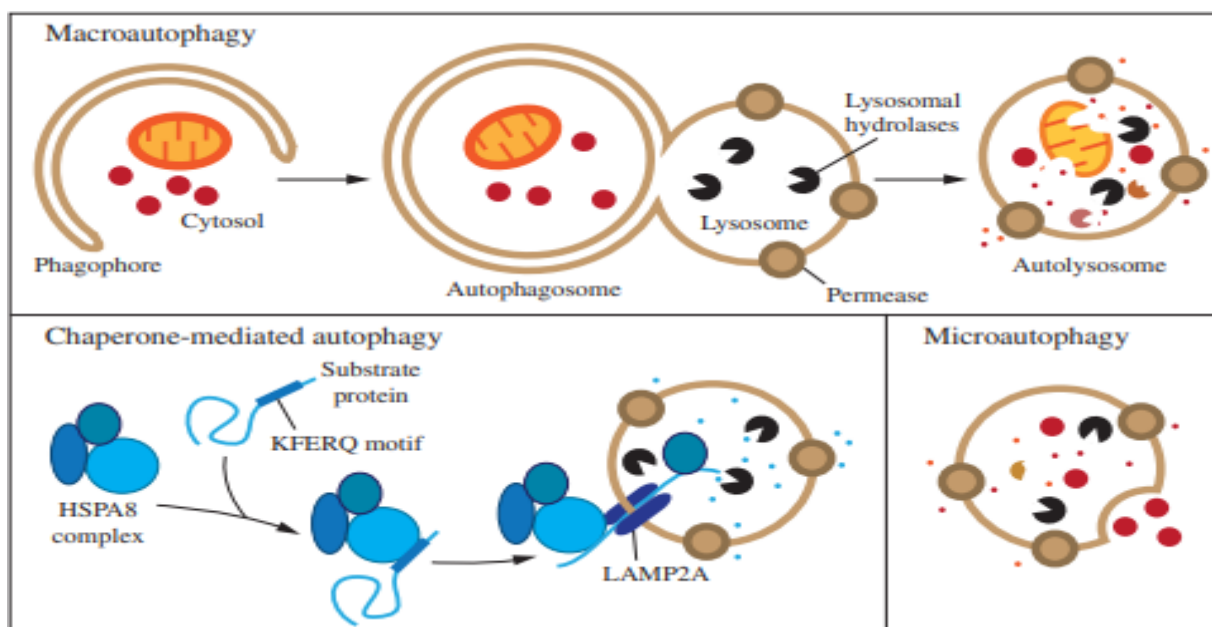 Macroautophagy
Lysosomal
hydrolases
Cytosol
Lysosome
Phagophore
Autophagosome
Autolysosome
Permease
Chaperone-mediated autophagy
Substrate
protein
KFERQ motif
HSPA8
complex
LAMP2A
Microautophagy